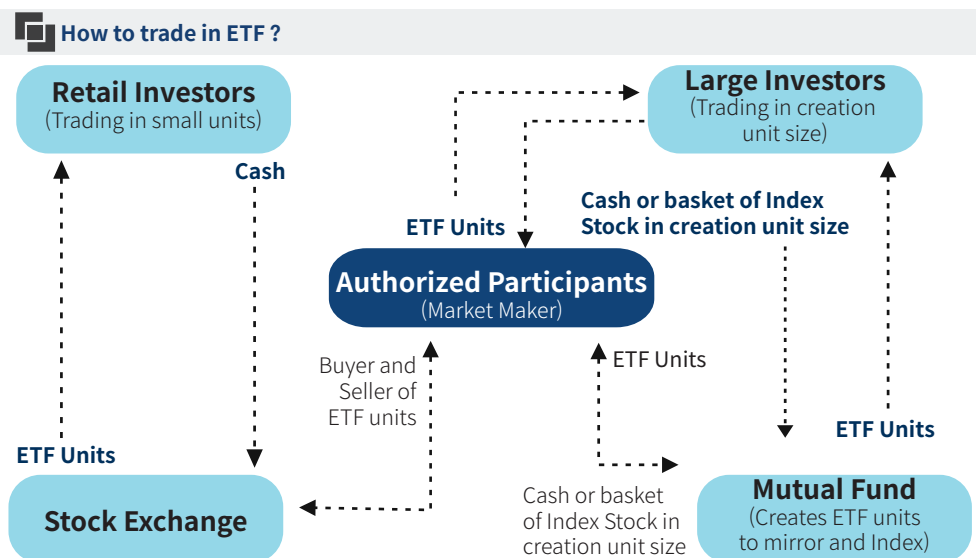 How to trade in ETF ?
Retail Investors
(Trading in small units)
Large Investors
(Trading in creation
unit size)
Cash
Cash or basket of Index
Stock in creation unit size
ETF Units
Authorized Participants
(Market Maker)
Buyer and
Seller of
ETF units
ETF Units
ETF Units
ETF Units
Stock Exchange
Cash or basket
of Index Stock in
creation unit size
Mutual Fund
(Creates ETF units
to mirror and Index)